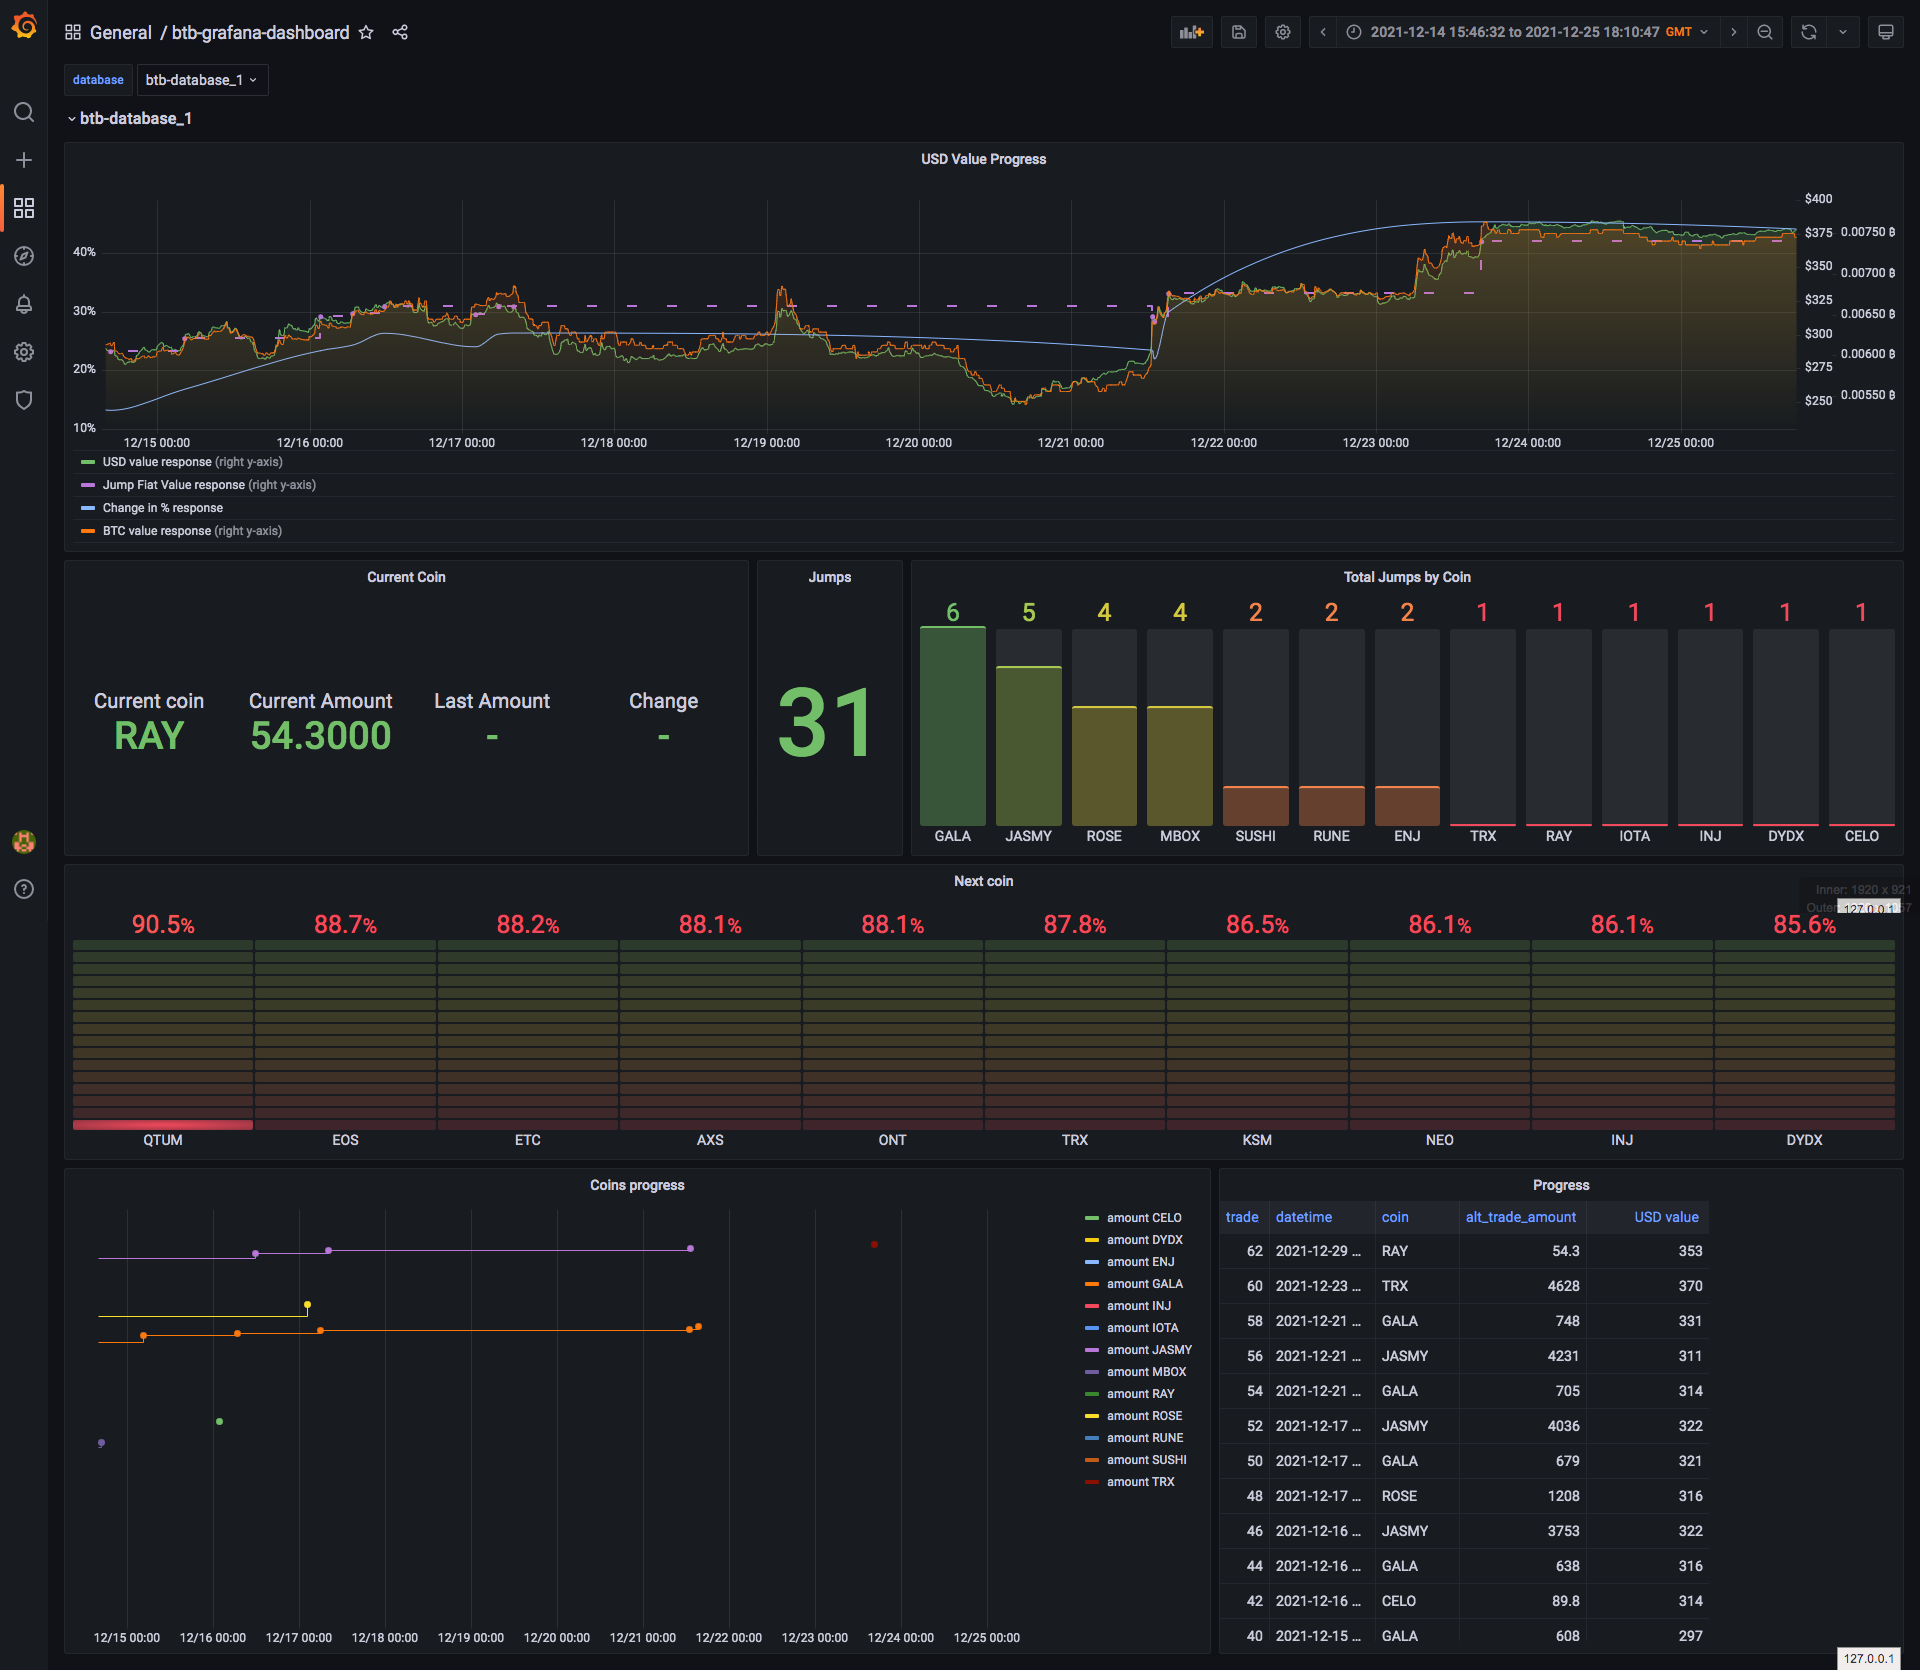 General / btb-grafana-dashboard
2021-12-14 15:46:32 to 2021-12-25 18:10:47 GMT
database btb-database_1
btb-database_1
USD Value Progress
40%
30%
20%
10%
$400
$375
$350
$325
$300
$275
$250
0.00750 ฿
0.00700 ฿
0.00650 ฿
0.00600 ฿
0.00550 ฿
12/15 00:00 12/16 00:00 12/17 00:00 12/18 00:00 12/19 00:00 12/20 00:00 12/21 00:00 12/22 00:00 12/23 00:00 12/24 00:00 12/25 00:00
USD value response (right y-axis)
Jump Fiat Value response (right y-axis)
Change in % response
BTC value response (right y-axis)
Current Coin
Current coin Current Amount Last Amount Change
RAY 54.3000 - -
Jumps
31
Total Jumps by Coin
6 5 4 4 2 2 2 1 1 1 1 1 1
GALA JASMY ROSE MBOX SUSHI RUNE ENJ TRX RAY IOTA INJ DYDX CELO
Next coin
Inner: 1920 x 921
127.0.0.1
90.5% 88.7% 88.2% 88.1% 88.1% 87.8% 86.5% 86.1% 86.1% 85.6%
QTUM EOS ETC AXS ONT TRX KSM NEO INJ DYDX
Coins progress
amount CELO
amount DYDX
amount ENJ
amount GALA
amount INJ
amount IOTA
amount JASMY
amount MBOX
amount RAY
amount ROSE
amount RUNE
amount SUSHI
amount TRX
12/15 00:00 12/16 00:00 12/17 00:00 12/18 00:00 12/19 00:00 12/20 00:00 12/21 00:00 12/22 00:00 12/23 00:00 12/24 00:00 12/25 00:00
Progress
trade datetime coin alt_trade_amount USD value
62 2021-12-29 ... RAY 54.3 353
60 2021-12-23 ... TRX 4628 370
58 2021-12-21 ... GALA 748 331
56 2021-12-21 ... JASMY 4231 311
54 2021-12-21 ... GALA 705 314
52 2021-12-17 ... JASMY 4036 322
50 2021-12-17 ... GALA 679 321
48 2021-12-17 ... ROSE 1208 316
46 2021-12-16 ... JASMY 3753 322
44 2021-12-16 ... GALA 638 316
42 2021-12-16 ... CELO 89.8 314
40 2021-12-15 ... GALA 608 297
127.0.0.1